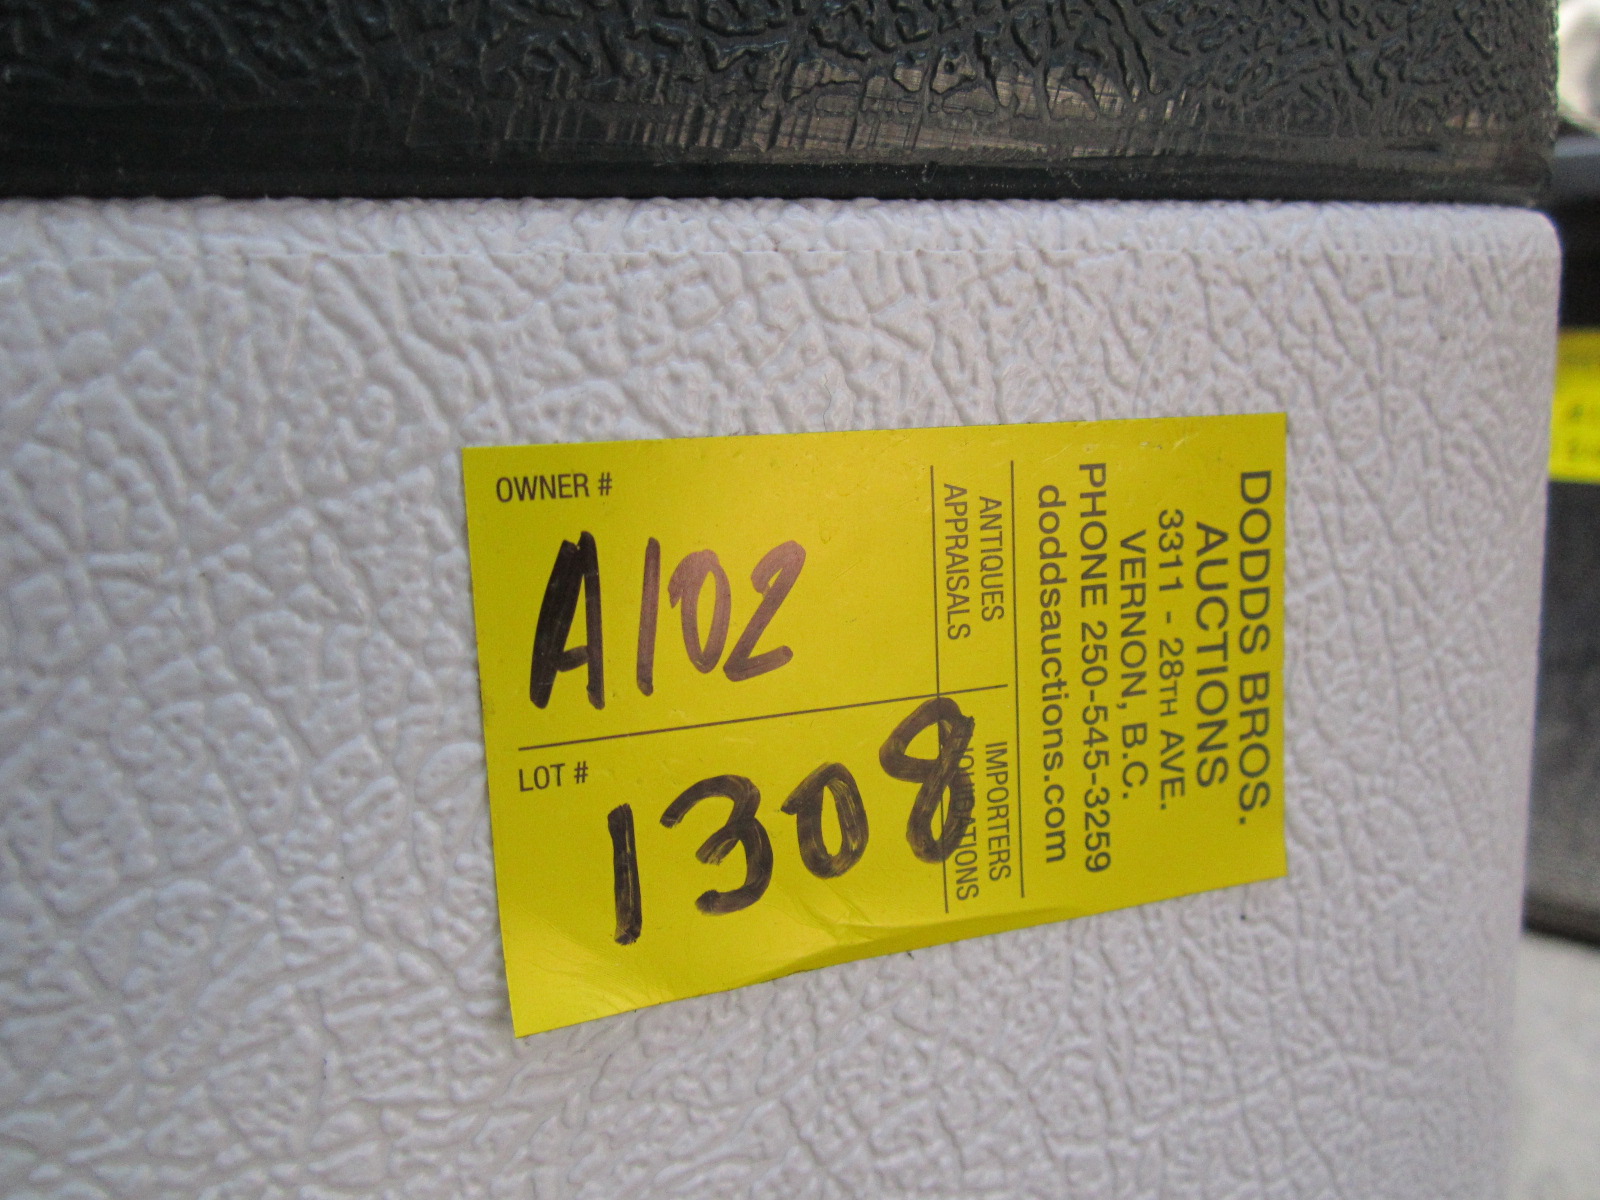 OWNER #
A102
LOT #
1308
ANTIQUES
APPRAISALS
IMPORTERS
LIQUIDATIONS
DODDS BROS.
AUCTIONS
3311 - 28TH AVE.
VERNON, B.C.
PHONE 250-545-3259
doddsauctions.com